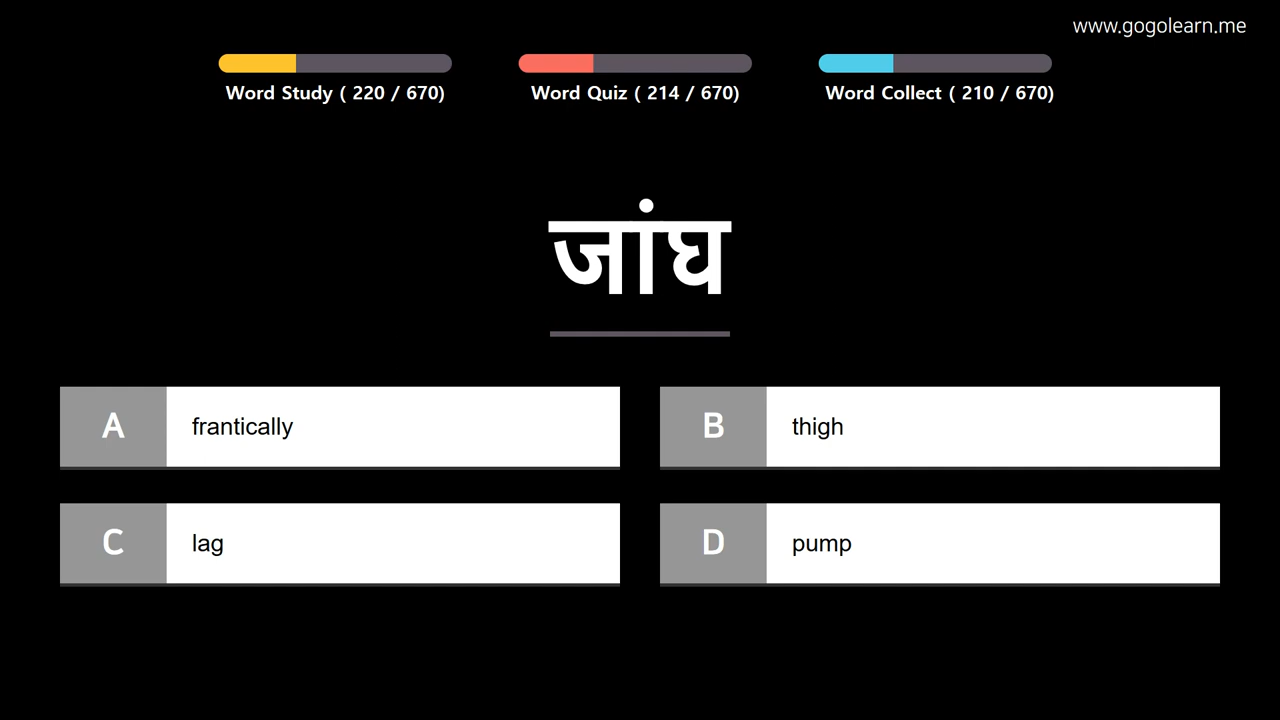 www.gogolearn.me
Word Study ( 220 / 670)
Word Quiz ( 214 / 670)
Word Collect ( 210 / 670)
जांघ
A frantically
B thigh
C lag
D pump